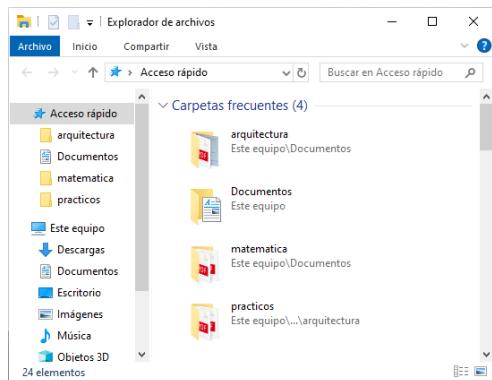 Explorador de archivos
Archivo Inicio Compartir Vista
Acceso rápido Buscar en Acceso rápido
Acceso rápido
arquitectura
Documentos
matematica
practicos
Este equipo
Descargas
Documentos
Escritorio
Imágenes
Música
Objetos 3D
Carpetas frecuentes (4)
arquitectura
Este equipo\Documentos
Documentos
Este equipo
matematica
Este equipo\Documentos
practicos
Este equipo\...\arquitectura
24 elementos